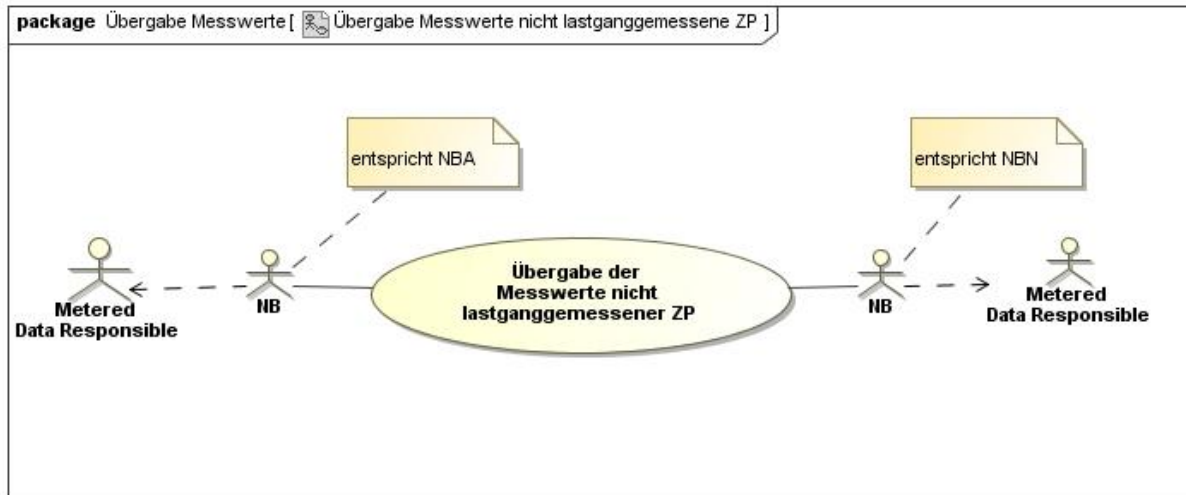 package Übergabe Messwerte [ Übergabe Messwerte nicht lastganggemessene ZP ]
entspricht NBA
entspricht NBN
Übergabe der
Messwerte nicht
lastganggemessener ZP
Metered
Data Responsible
NB
NB
Metered
Data Responsible